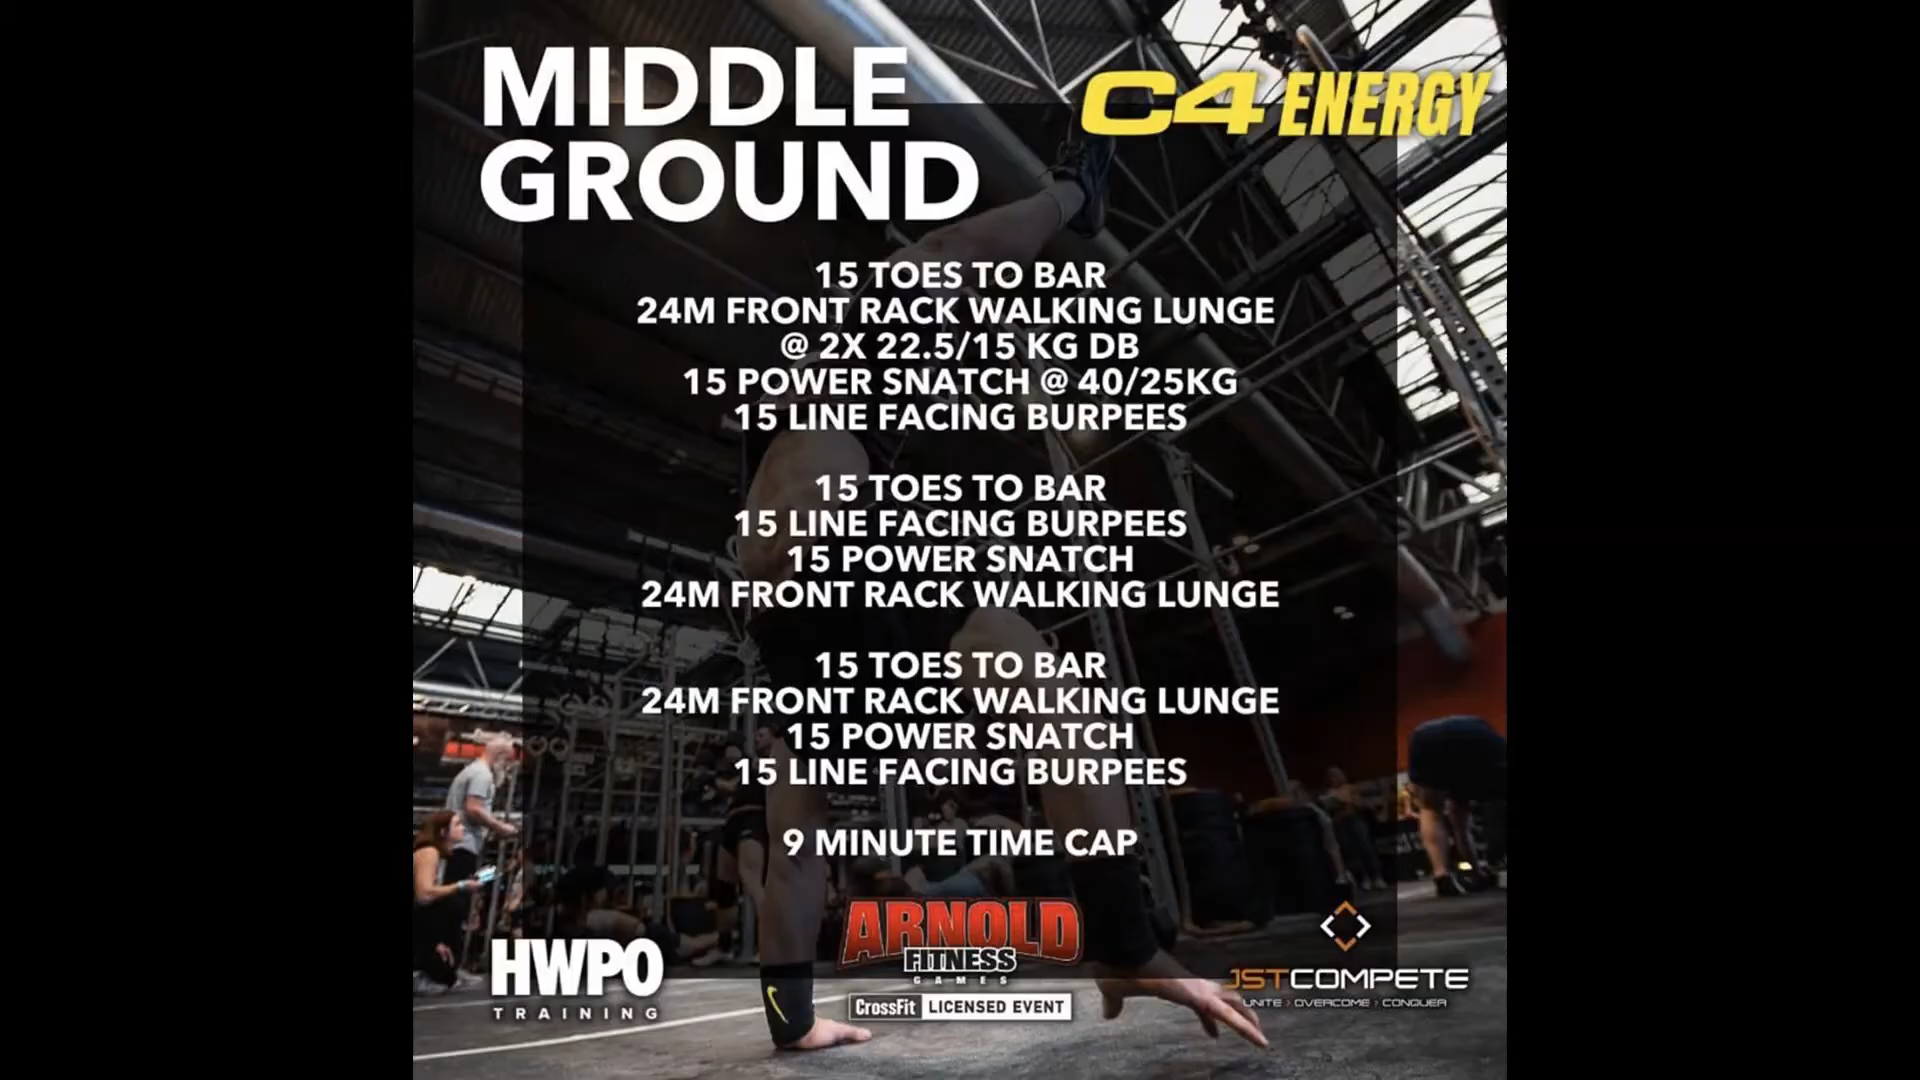 MIDDLE
GROUND
C4 ENERGY
15 TOES TO BAR
24M FRONT RACK WALKING LUNGE
@ 2X 22.5/15 KG DB
15 POWER SNATCH @ 40/25KG
15 LINE FACING BURPEES
15 TOES TO BAR
15 LINE FACING BURPEES
15 POWER SNATCH
24M FRONT RACK WALKING LUNGE
15 TOES TO BAR
24M FRONT RACK WALKING LUNGE
15 POWER SNATCH
15 LINE FACING BURPEES
9 MINUTE TIME CAP
HWPO
TRAINING
ARNOLD
FITNESS
GAMES
CrossFit LICENSED EVENT
JSTCOMPETE
UNITE > OVERCOME > CONQUER